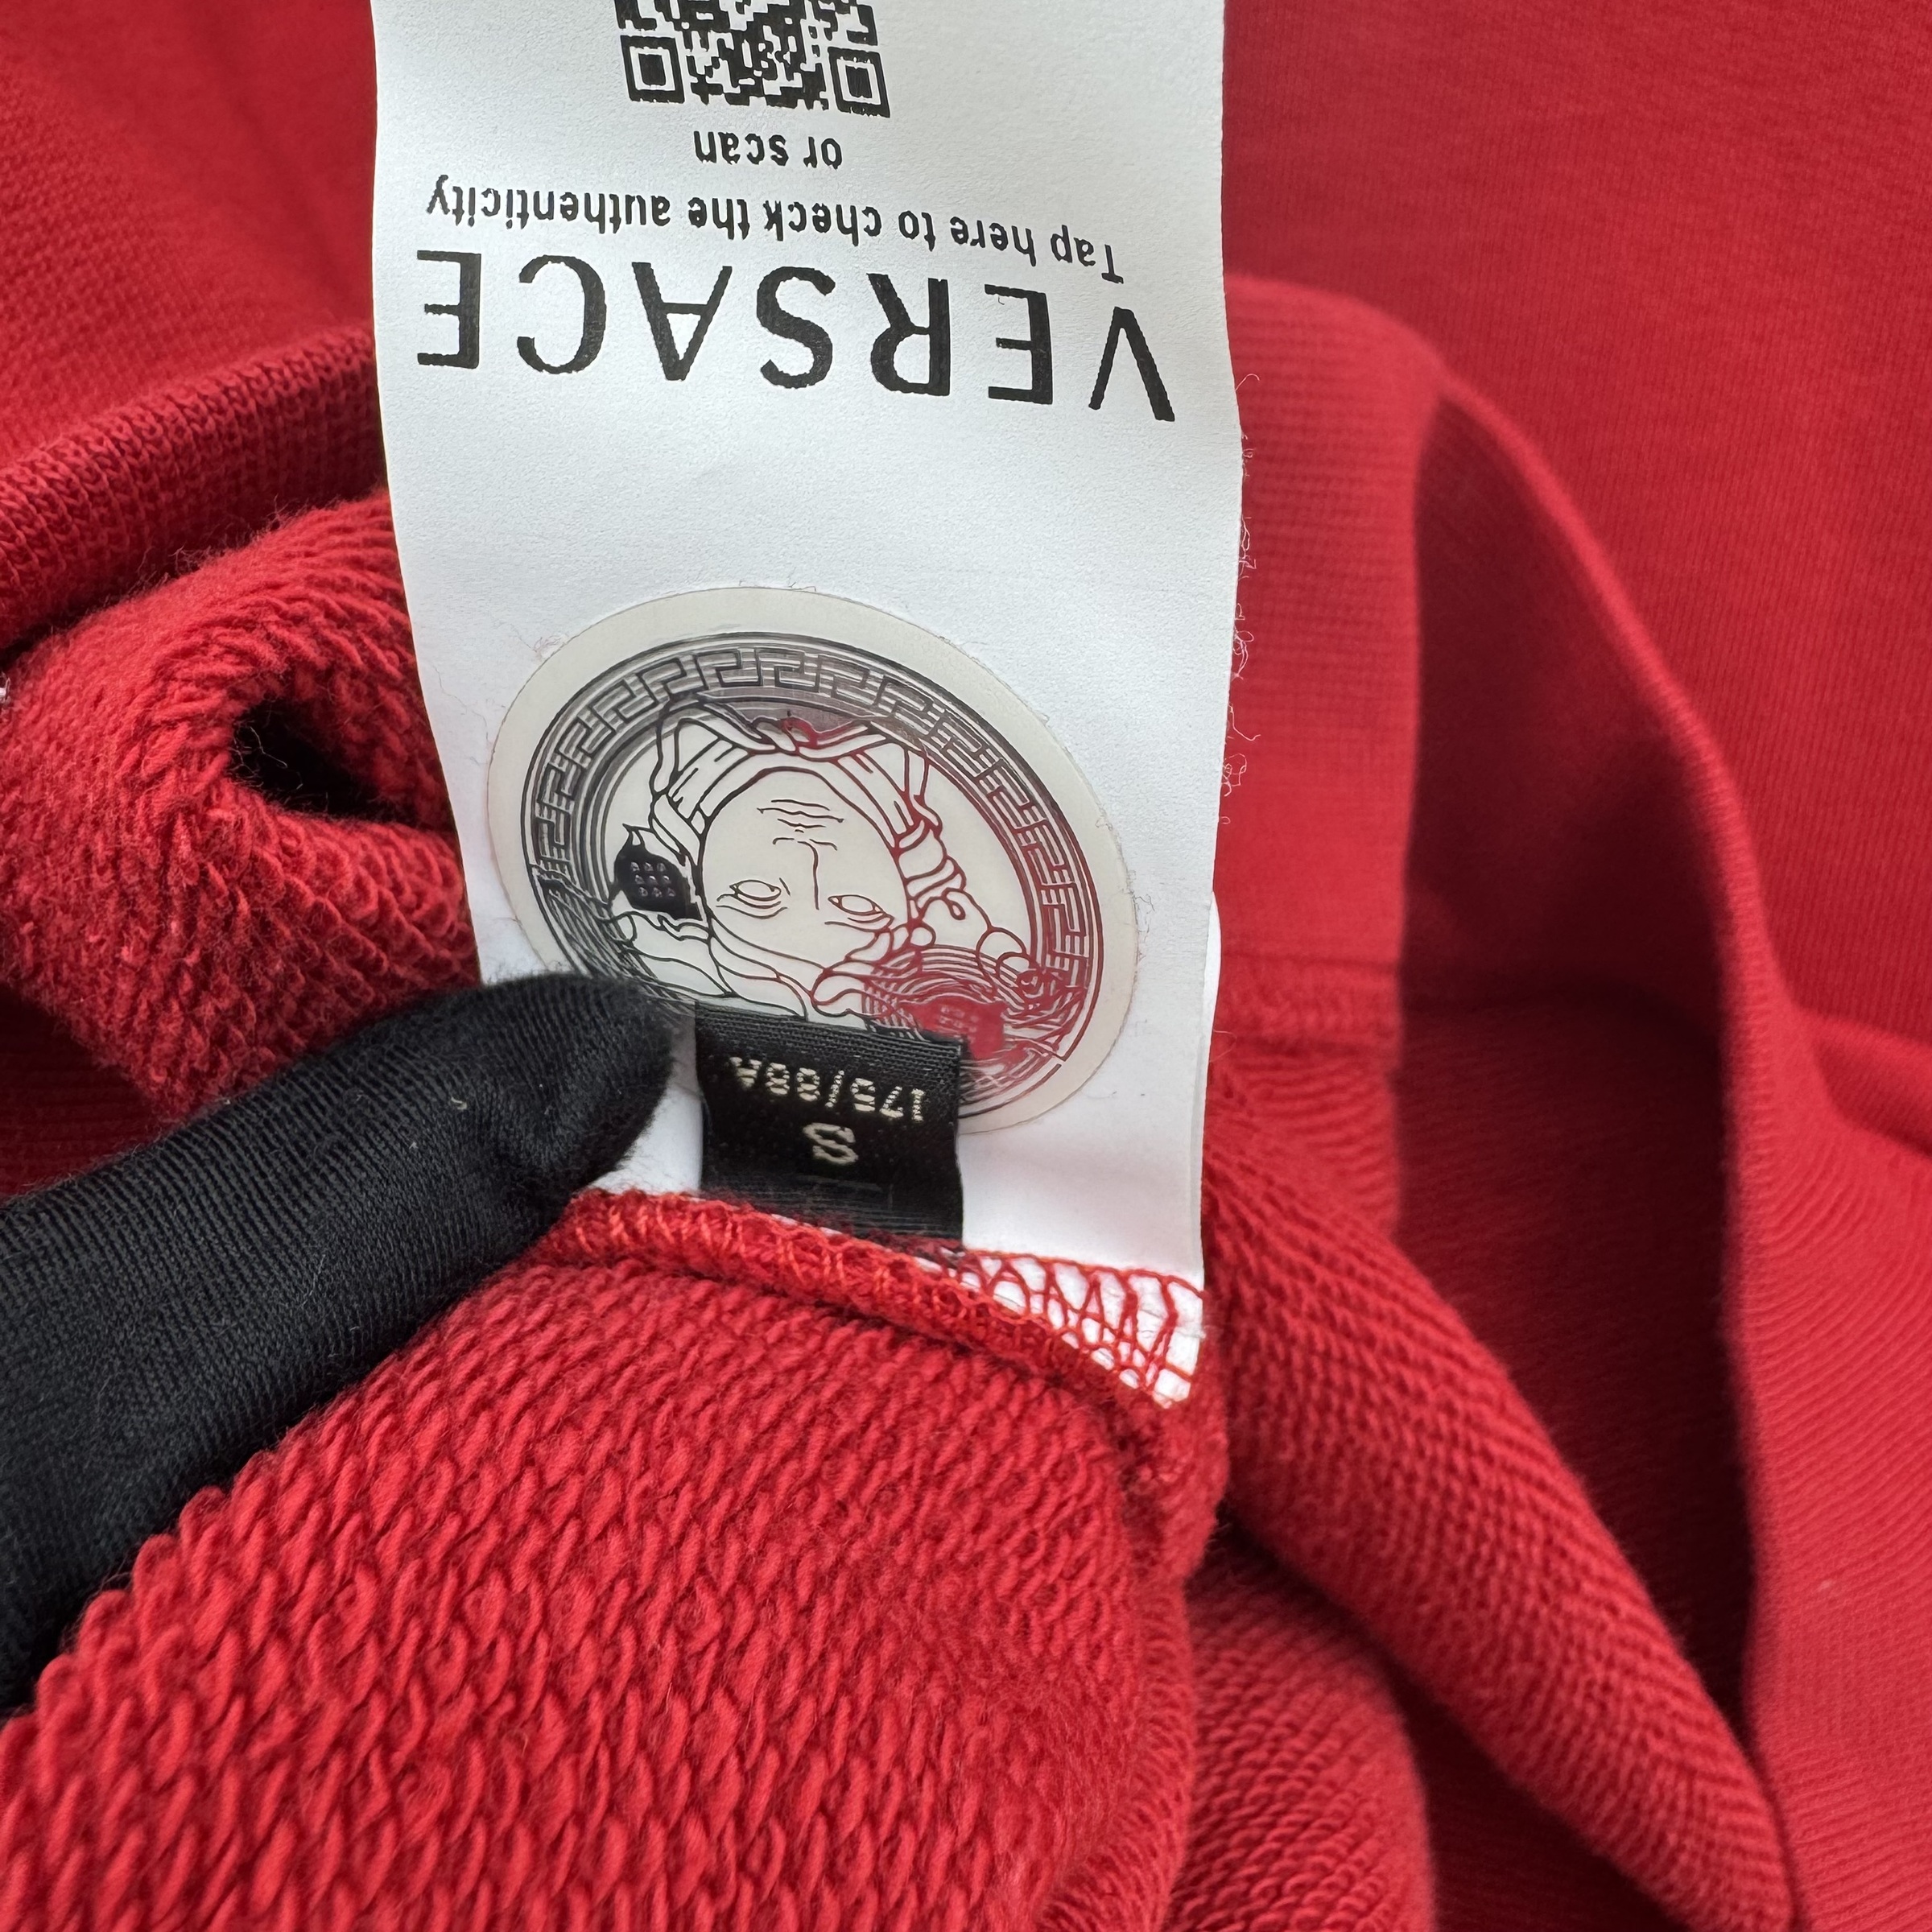 VERSACE
Tap here to check the authenticity
or scan
S
175/88A